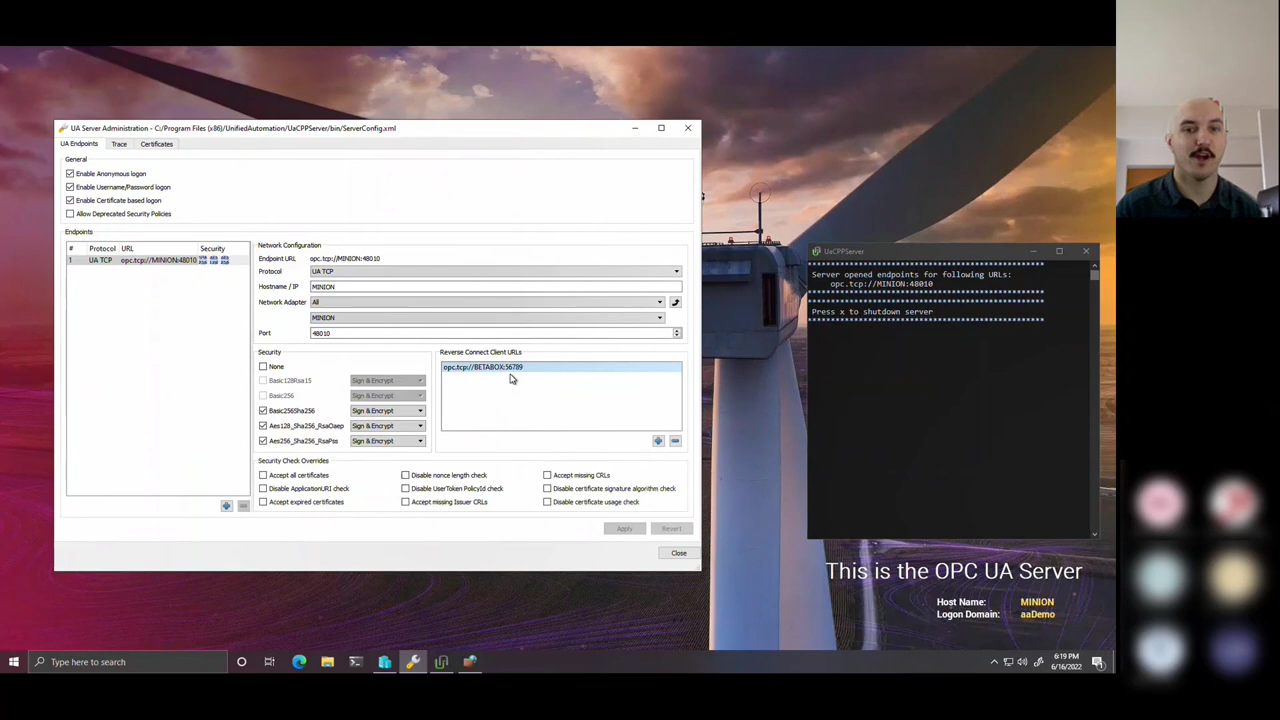 UA Server Administration - C:/Program Files (x86)/UnifiedAutomation/UaCPPServer/bin/ServerConfig.xml
UA Endpoints Trace Certificates
General
Enable Anonymous logon
Enable Username/Password logon
Enable Certificate based logon
Allow Deprecated Security Policies
Endpoints
# Protocol URL Security
1 UA TCP opc.tcp://MINION:48010
Network Configuration
Endpoint URL opc.tcp://MINION:48010
Protocol UA TCP
Hostname / IP MINION
Network Adapter All
MINION
Port 48010
Security
None
Basic128Rsa15 Sign & Encrypt
Basic256 Sign & Encrypt
Basic256Sha256 Sign & Encrypt
Aes128_Sha256_RsaOaep Sign & Encrypt
Aes256_Sha256_RsaPss Sign & Encrypt
Reverse Connect Client URLs
opc.tcp://BETABOX:56789
Security Check Overrides
Accept all certificates Disable nonce length check Accept missing CRLs
Disable ApplicationURI check Disable UserToken PolicyId check Disable certificate signature algorithm check
Accept expired certificates Accept missing Issuer CRLs Disable certificate usage check
Apply Revert
Close
UaCPPServer
**************************************************
Server opened endpoints for following URLs:
opc.tcp://MINION:48010
**************************************************
**************************************************
Press x to shutdown server
**************************************************
This is the OPC UA Server
Host Name: MINION
Logon Domain: aaDemo
Type here to search
6:19 PM
6/16/2022